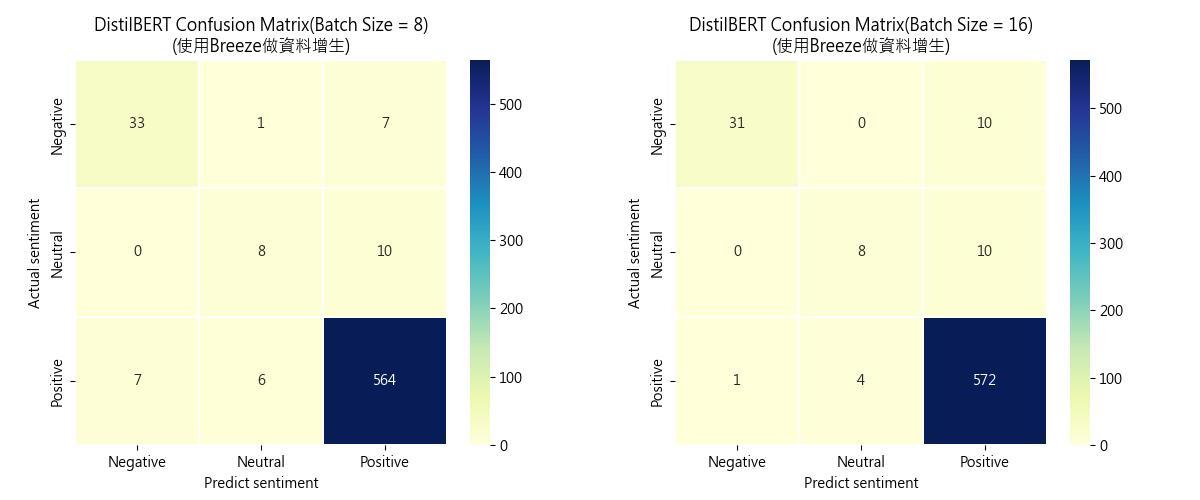 DistilBERT Confusion Matrix(Batch Size = 8)
(使用Breeze做資料增生)
Actual sentiment
Negative
33
1
7
Neutral
0
8
10
Positive
7
6
564
Negative
Neutral
Positive
Predict sentiment
500
400
300
200
100
0
DistilBERT Confusion Matrix(Batch Size = 16)
(使用Breeze做資料增生)
Actual sentiment
Negative
31
0
10
Neutral
0
8
10
Positive
1
4
572
Negative
Neutral
Positive
Predict sentiment
500
400
300
200
100
0